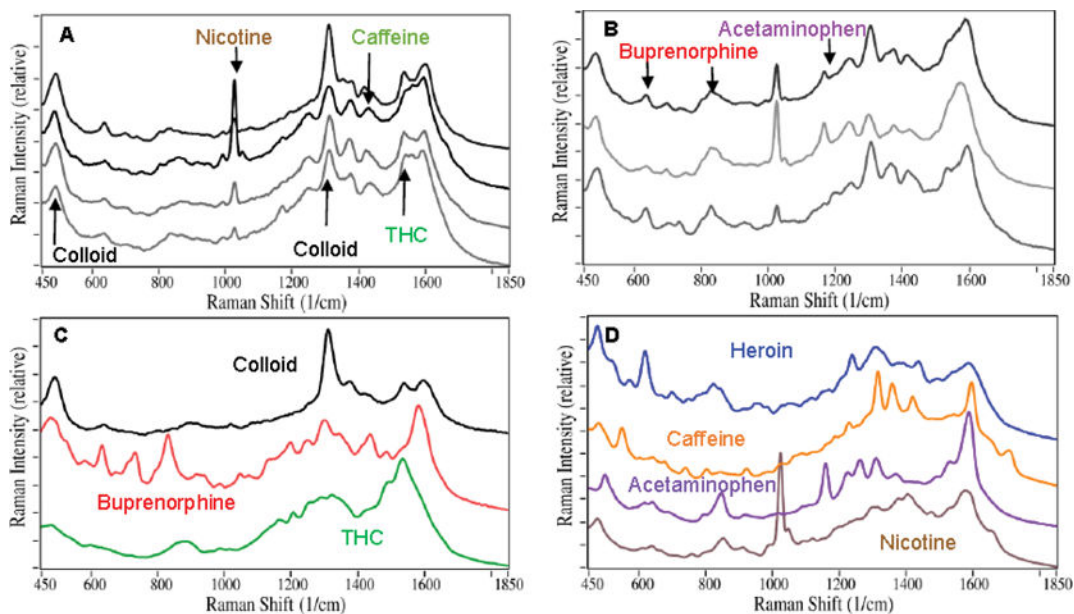 A
Nicotine
Caffeine
Colloid
Colloid
THC
Raman Intensity (relative)
450 600 800 1000 1200 1400 1600 1850
Raman Shift (1/cm)
B
Acetaminophen
Buprenorphine
Raman Intensity (relative)
450 600 800 1000 1200 1400 1600 1850
Raman Shift (1/cm)
C
Colloid
Buprenorphine
THC
Raman Intensity (relative)
450 600 800 1000 1200 1400 1600 1850
Raman Shift (1/cm)
D
Heroin
Caffeine
Acetaminophen
Nicotine
Raman Intensity (relative)
450 600 800 1000 1200 1400 1600 1850
Raman Shift (1/cm)